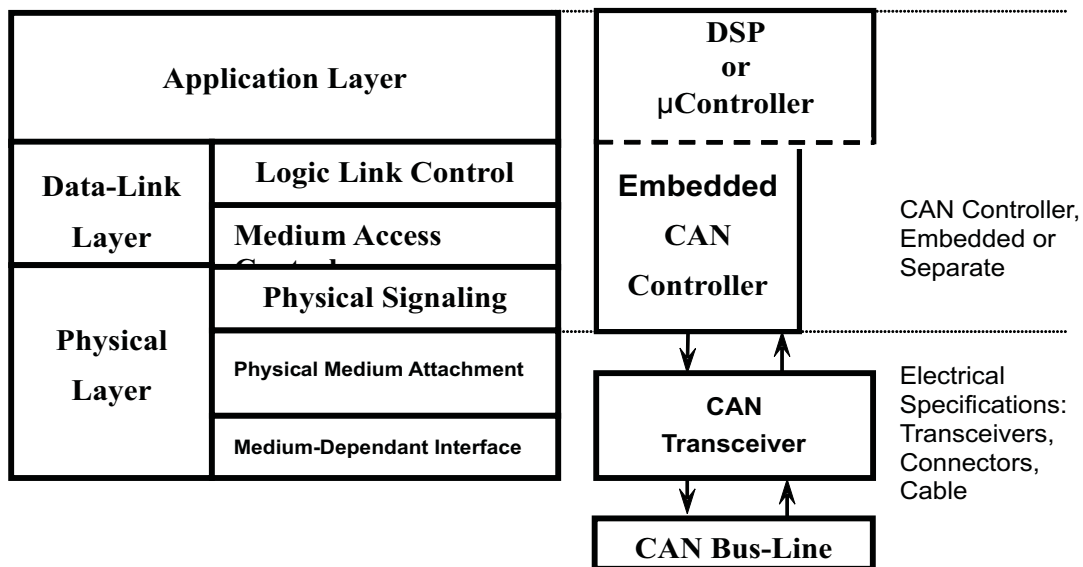 Application Layer
Data-Link
Layer
Logic Link Control
Medium Access
Physical
Layer
Physical Signaling
Physical Medium Attachment
Medium-Dependant Interface
DSP
or
µController
Embedded
CAN
Controller
CAN
Transceiver
CAN Bus-Line
CAN Controller,
Embedded or
Separate
Electrical
Specifications:
Transceivers,
Connectors,
Cable